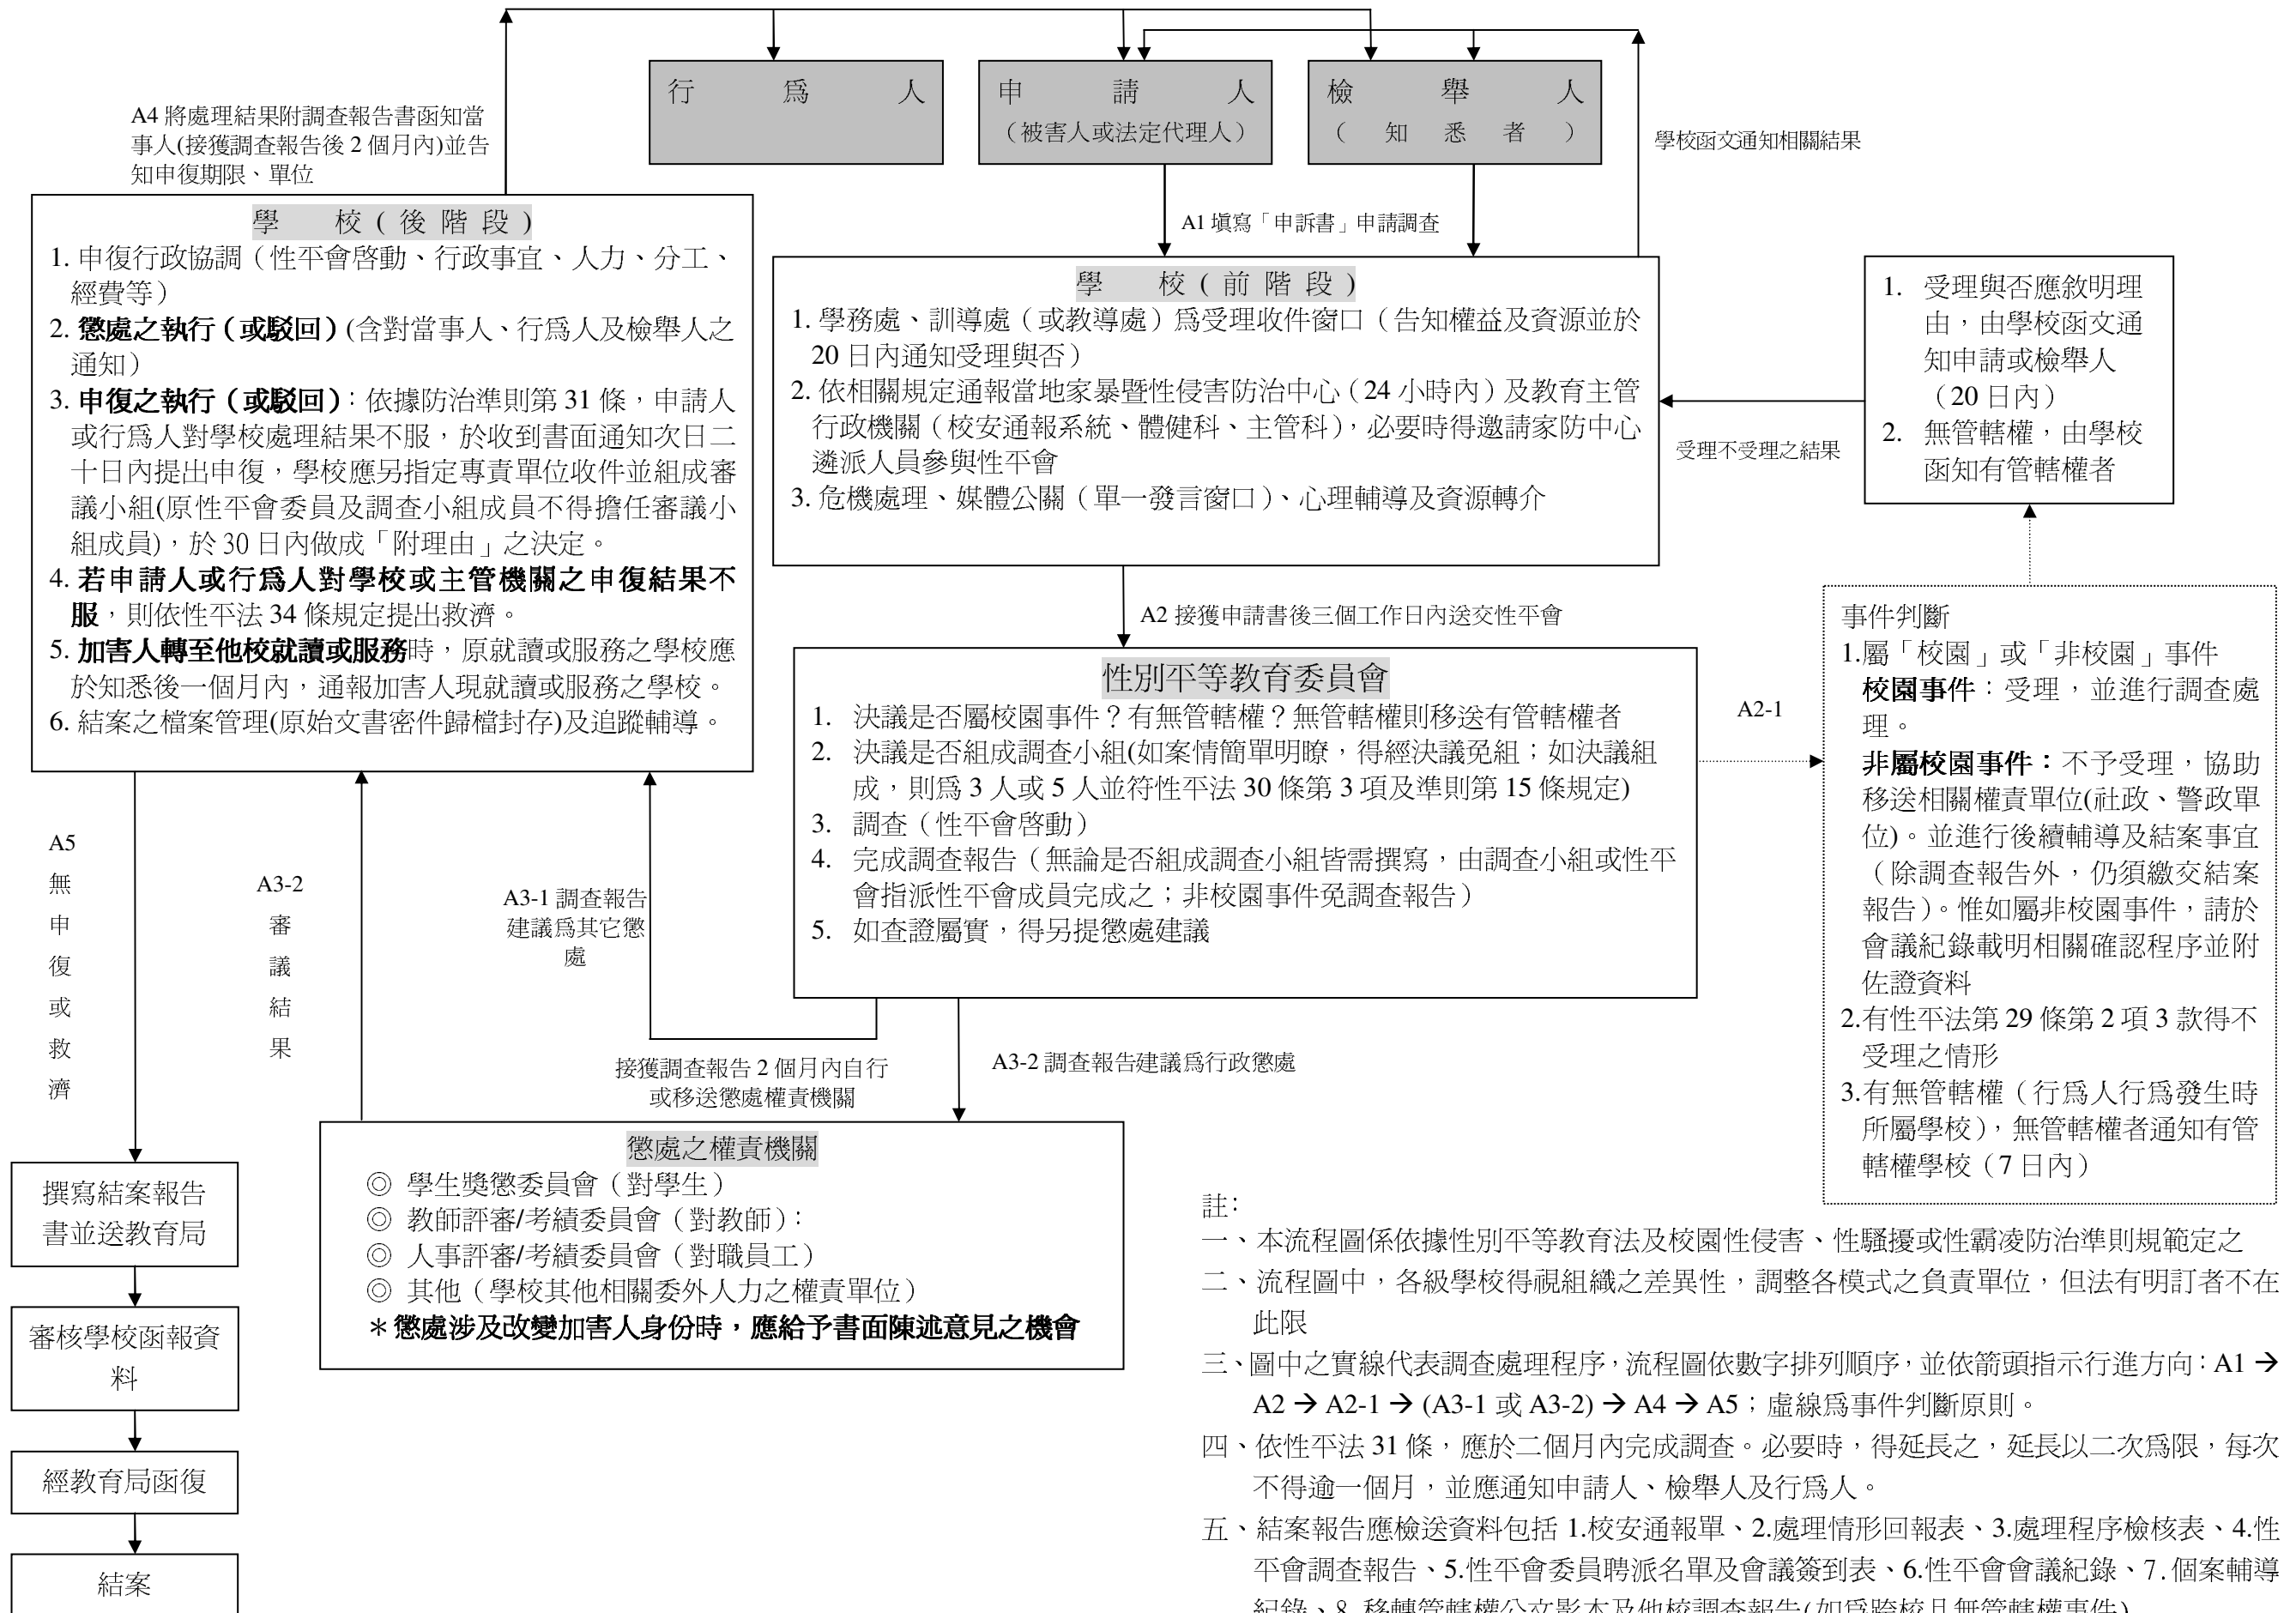 行為人
申請人
（被害人或法定代理人）
檢舉人
（知悉者）
A4 將處理結果附調查報告書函知當
事人(接獲調查報告後 2 個月內)並告
知申復期限、單位
學校函文通知相關結果
A1 填寫「申訴書」申請調查
學　校(後階段)
1. 申復行政協調（性平會啓動、行政事宜、人力、分工、
經費等）
2. 懲處之執行（或駁回）(含對當事人、行為人及檢舉人之
通知）
3. 申復之執行（或駁回）：依據防治準則第 31 條，申請人
或行為人對學校處理結果不服，於收到書面通知次日二
十日內提出申復，學校應另指定專責單位收件並組成審
議小組(原性平會委員及調查小組成員不得擔任審議小
組成員)，於 30 日內做成「附理由」之決定。
4. 若申請人或行為人對學校或主管機關之申復結果不
服，則依性平法 34 條規定提出救濟。
5. 加害人轉至他校就讀或服務時，原就讀或服務之學校應
於知悉後一個月內，通報加害人現就讀或服務之學校。
6. 結案之檔案管理(原始文書密件歸檔封存)及追蹤輔導。
學　校(前階段)
1. 學務處、訓導處（或教導處）為受理收件窗口（告知權益及資源並於
20 日內通知受理與否）
2. 依相關規定通報當地家暴暨性侵害防治中心（24 小時內）及教育主管
行政機關（校安通報系統、體健科、主管科），必要時得邀請家防中心
遴派人員參與性平會
3. 危機處理、媒體公關（單一發言窗口）、心理輔導及資源轉介
1. 受理與否應敘明理
由，由學校函文通
知申請或檢舉人
（20 日內）
2. 無管轄權，由學校
函知有管轄權者
受理不受理之結果
A2 接獲申請書後三個工作日內送交性平會
性別平等教育委員會
1. 決議是否屬校園事件？有無管轄權？無管轄權則移送有管轄權者
2. 決議是否組成調查小組(如案情簡單明瞭，得經決議免組；如決議組
成，則為 3 人或 5 人並符性平法 30 條第 3 項及準則第 15 條規定)
3. 調查（性平會啓動）
4. 完成調查報告（無論是否組成調查小組皆需撰寫，由調查小組或性平
會指派性平會成員完成之；非校園事件免調查報告）
5. 如查證屬實，得另提懲處建議
A2-1
事件判斷
1.屬「校園」或「非校園」事件
校園事件：受理，並進行調查處
理。
非屬校園事件：不予受理，協助
移送相關權責單位(社政、警政單
位)。並進行後續輔導及結案事宜
（除調查報告外，仍須繳交結案
報告）。惟如屬非校園事件，請於
會議紀錄載明相關確認程序並附
佐證資料
2.有性平法第 29 條第 2 項 3 款得不
受理之情形
3.有無管轄權（行為人行為發生時
所屬學校），無管轄權者通知有管
轄權學校（7 日內）
A5
無
申
復
或
救
濟
A3-2
審
議
結
果
A3-1 調查報告
建議為其它懲
處
接獲調查報告 2 個月內自行
或移送懲處權責機關
A3-2 調查報告建議為行政懲處
懲處之權責機關
◎ 學生獎懲委員會（對學生）
◎ 教師評審/考績委員會（對教師）：
◎ 人事評審/考績委員會（對職員工）
◎ 其他（學校其他相關委外人力之權責單位）
＊懲處涉及改變加害人身份時，應給予書面陳述意見之機會
撰寫結案報告
書並送教育局
審核學校函報資
料
經教育局函復
結案
註：
一、本流程圖係依據性別平等教育法及校園性侵害、性騷擾或性霸凌防治準則規範定之
二、流程圖中，各級學校得視組織之差異性，調整各模式之負責單位，但法有明訂者不在
此限
三、圖中之實線代表調查處理程序，流程圖依數字排列順序，並依箭頭指示行進方向：A1 →
A2 → A2-1 → (A3-1 或 A3-2) → A4 → A5；虛線為事件判斷原則。
四、依性平法 31 條，應於二個月內完成調查。必要時，得延長之，延長以二次為限，每次
不得逾一個月，並應通知申請人、檢舉人及行為人。
五、結案報告應檢送資料包括 1.校安通報單、2.處理情形回報表、3.處理程序檢核表、4.性
平會調查報告、5.性平會委員聘派名單及會議簽到表、6.性平會會議紀錄、7.個案輔導
紀錄、8. 移轉管轄權公文影本及他校調查報告(如為跨校且無管轄權事件)